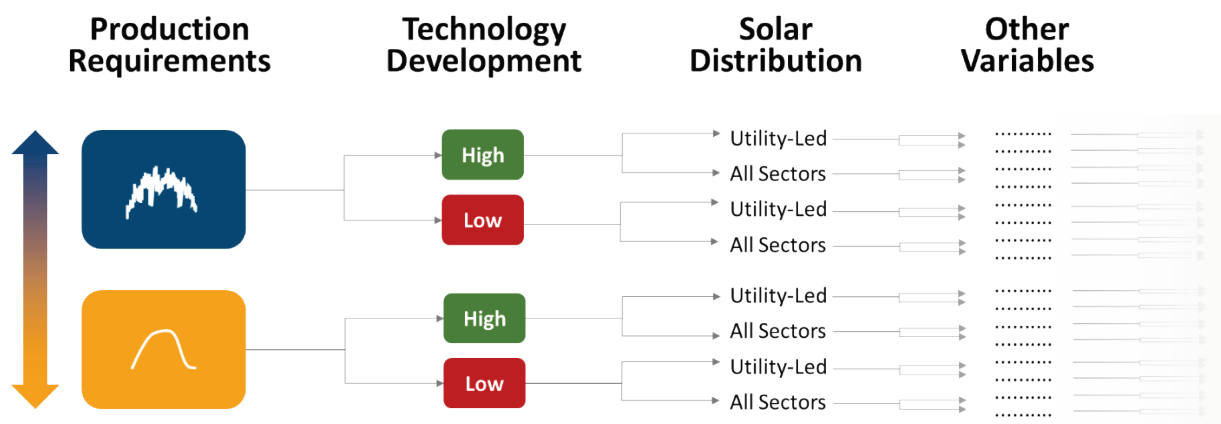 Production
Requirements
Technology
Development
Solar
Distribution
Other
Variables
High
Low
Utility-Led
All Sectors
Utility-Led
All Sectors
High
Low
Utility-Led
All Sectors
Utility-Led
All Sectors